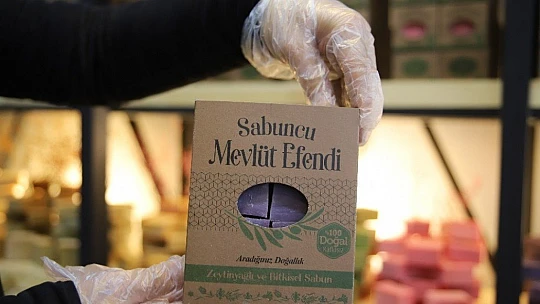 Sabuncu
Mevlüt Efendi
%100
Doğal
Aradığınız Doğallık
Zeytinyağlı ve Bitkisel Sabun